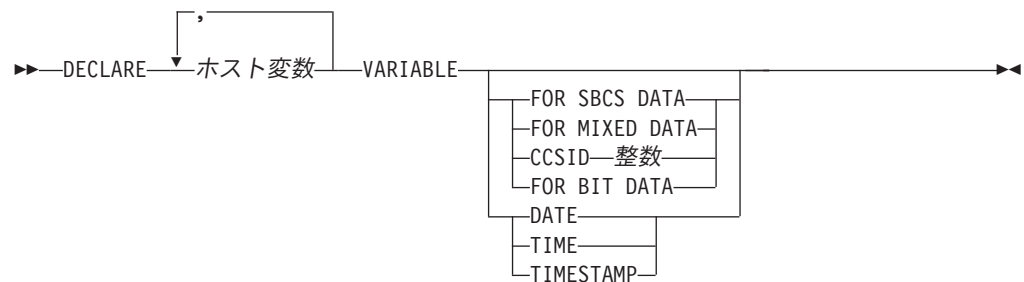 ,
DECLARE ホスト変数 VARIABLE
FOR SBCS DATA
FOR MIXED DATA
CCSID 整数
FOR BIT DATA
DATE
TIME
TIMESTAMP